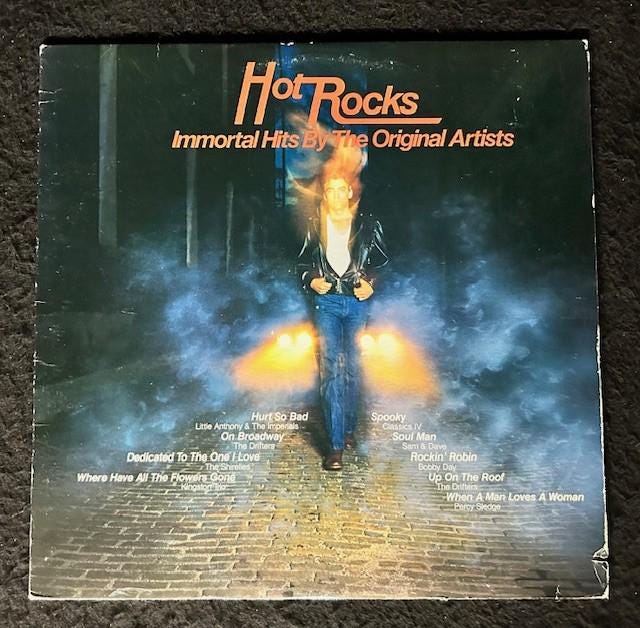 Hot Rocks
Immortal Hits By The Original Artists
Hurt So Bad
Little Anthony & The Imperials
On Broadway
The Drifters
Dedicated To The One I Love
The Shirelles
Where Have All The Flowers Gone
Kingston Trio
Spooky
Classics IV
Soul Man
Sam & Dave
Rockin' Robin
Bobby Day
Up On The Roof
The Drifters
When A Man Loves A Woman
Percy Sledge